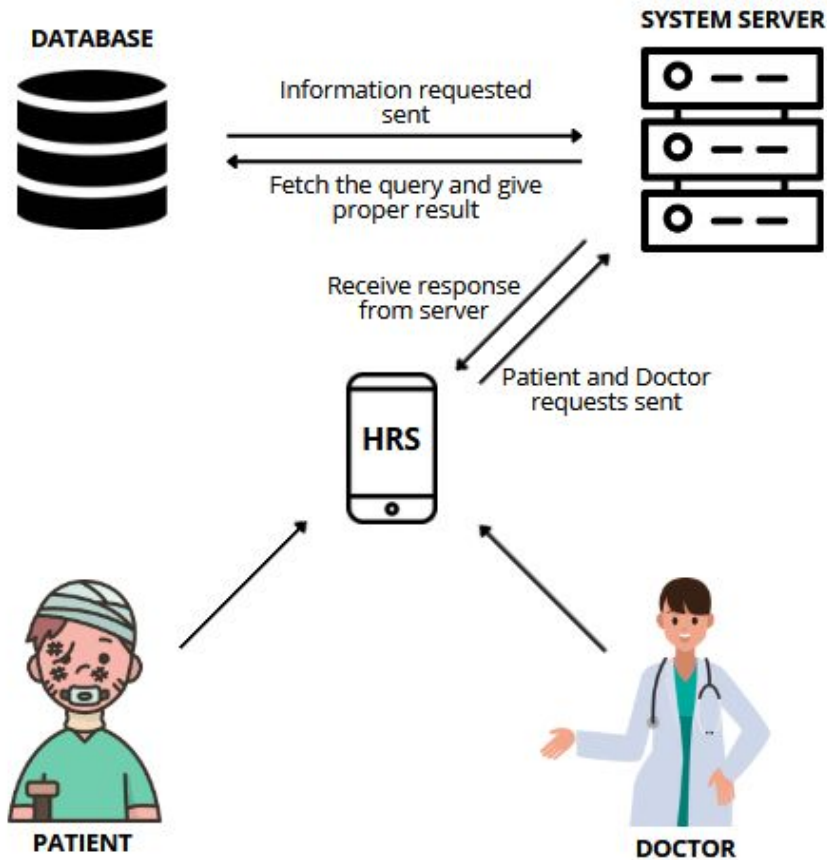 SYSTEM SERVER
DATABASE
Information requested
sent
Fetch the query and give
proper result
Receive response
from server
Patient and Doctor
requests sent
HRS
PATIENT
DOCTOR